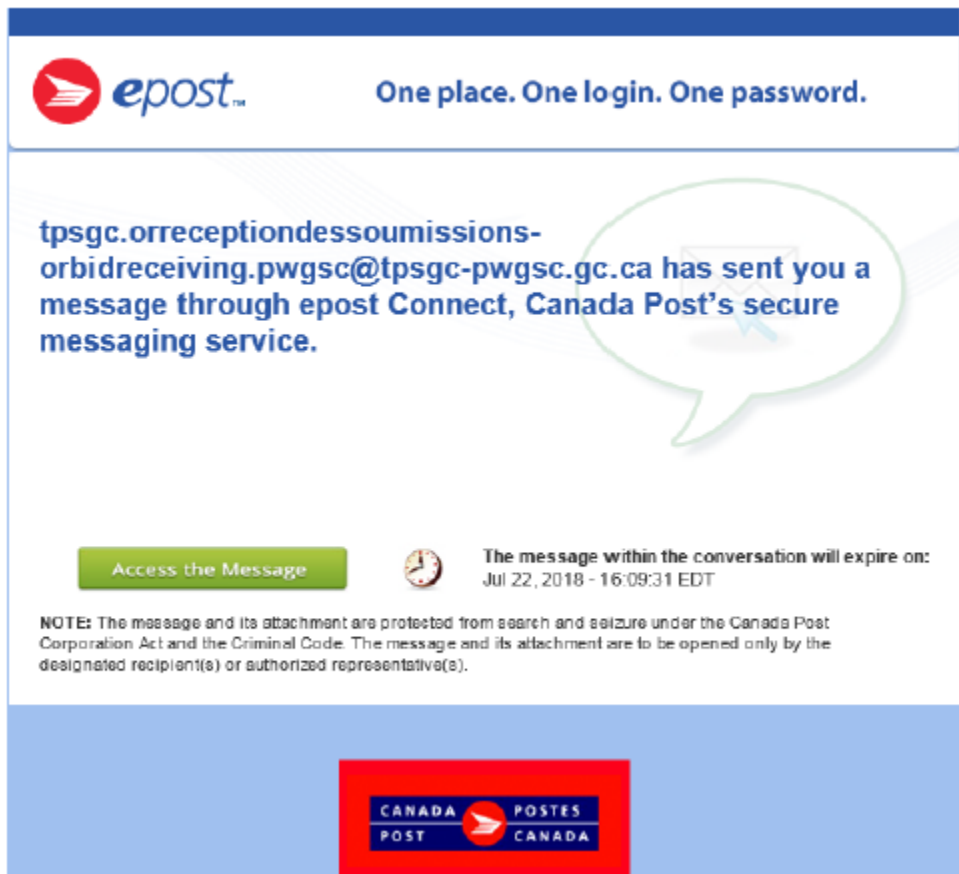 epost™
One place. One login. One password.
tpsgc.orreceptiondessoumissions-
orbidreceiving.pwgsc@tpsgc-pwgsc.gc.ca has sent you a
message through epost Connect, Canada Post's secure
messaging service.
Access the Message
The message within the conversation will expire on:
Jul 22, 2018 - 16:09:31 EDT
NOTE: The message and its attachment are protected from search and seizure under the Canada Post
Corporation Act and the Criminal Code. The message and its attachment are to be opened only by the
designated recipient(s) or authorized representative(s).
CANADA POSTES
POST CANADA